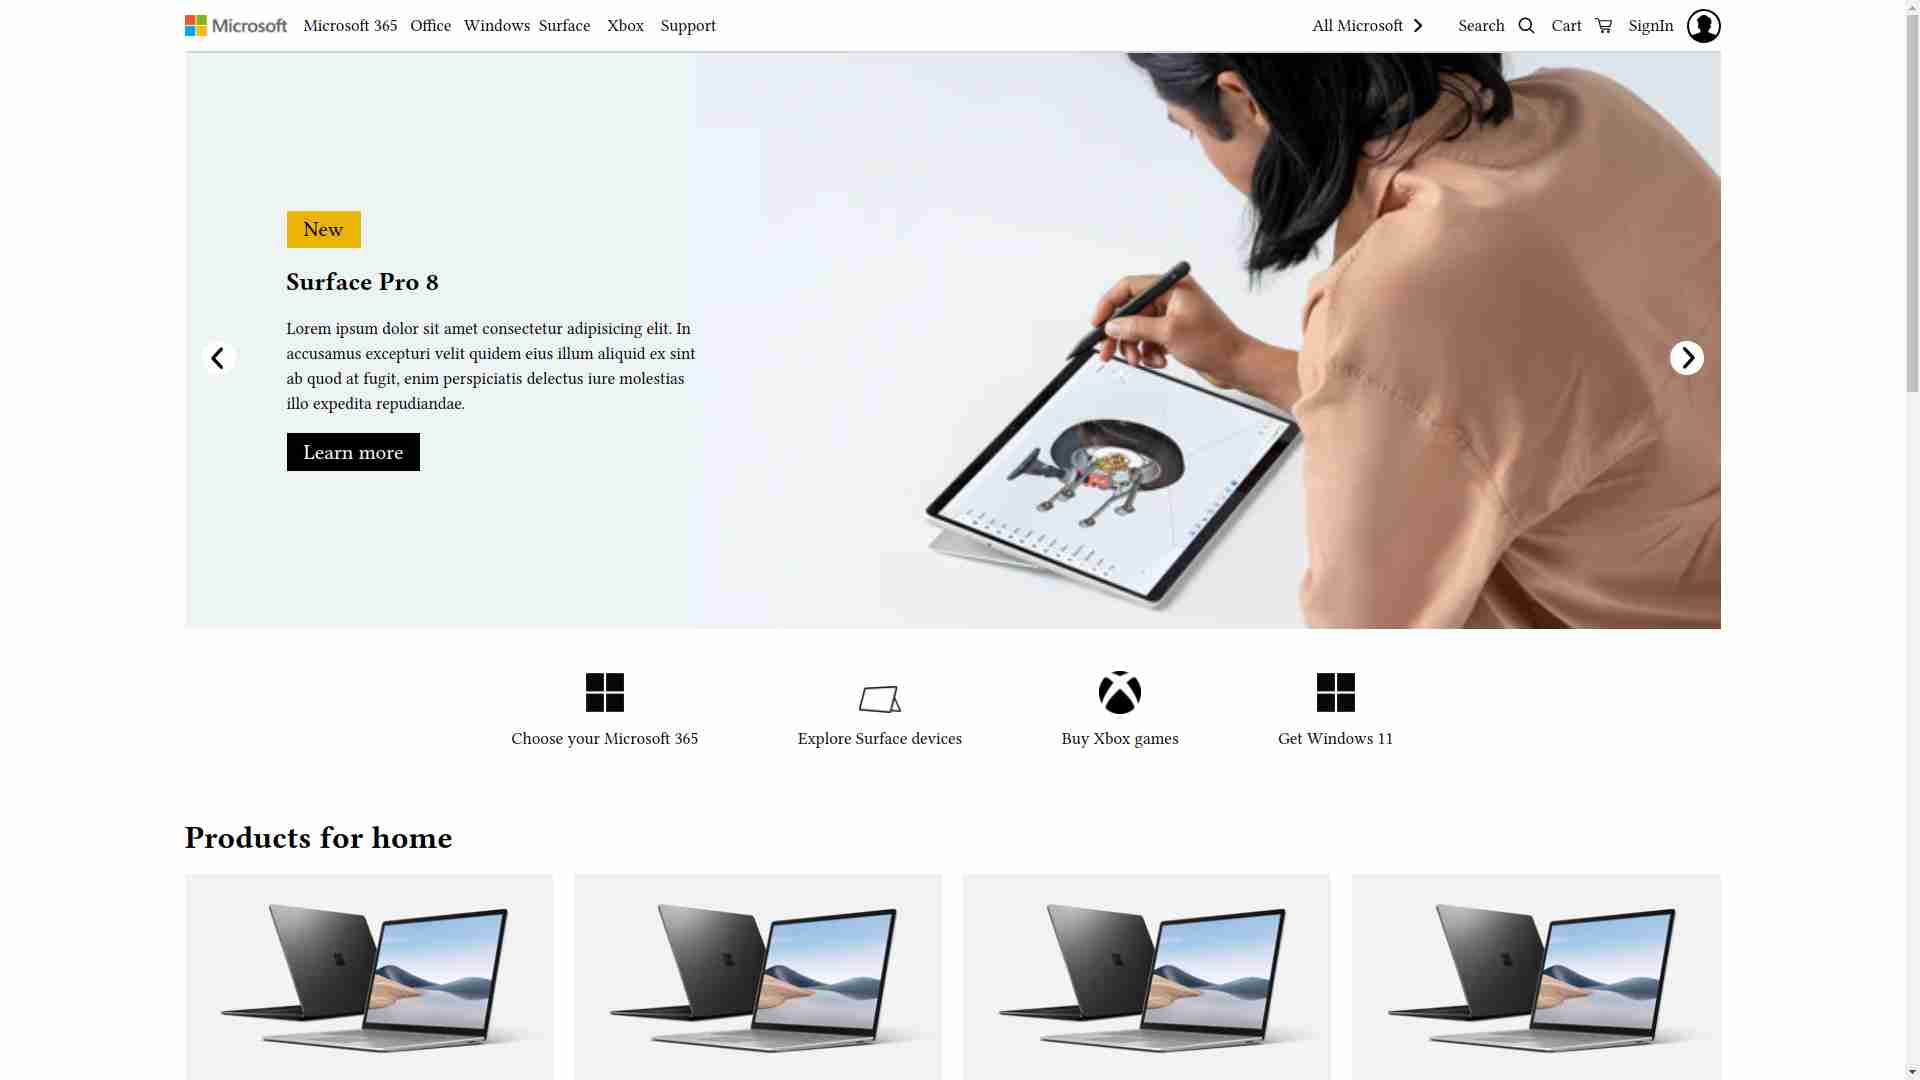 Microsoft
Microsoft 365 Office Windows Surface Xbox Support
All Microsoft Search Cart SignIn
New
Surface Pro 8
Lorem ipsum dolor sit amet consectetur adipisicing elit. In
accusamus excepturi velit quidem eius illum aliquid ex sint
ab quod at fugit, enim perspiciatis delectus iure molestias
illo expedita repudiandae.
Learn more
Choose your Microsoft 365
Explore Surface devices
Buy Xbox games
Get Windows 11
Products for home